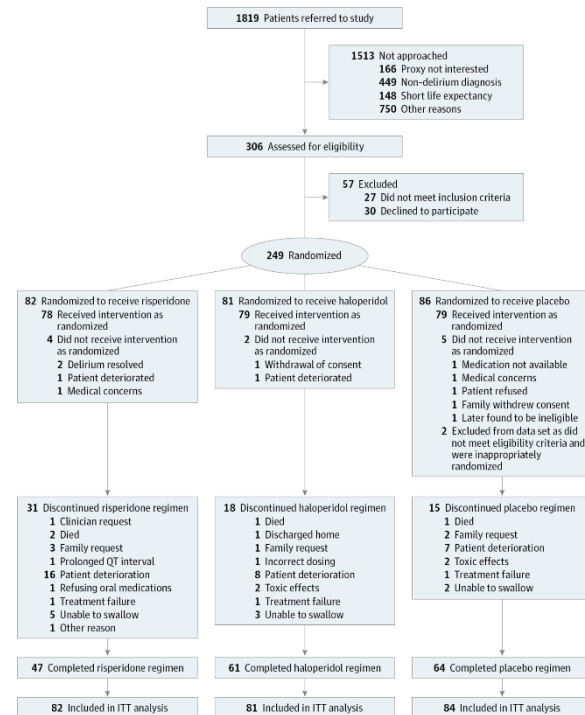 1819 Patients referred to study
1513 Not approached
166 Proxy not interested
449 Non-delirium diagnosis
148 Short life expectancy
750 Other reasons
306 Assessed for eligibility
57 Excluded
27 Did not meet inclusion criteria
30 Declined to participate
249 Randomized
82 Randomized to receive risperidone
78 Received intervention as
randomized
4 Did not receive intervention
as randomized
2 Delirium resolved
1 Patient deteriorated
1 Medical concerns
81 Randomized to receive haloperidol
79 Received intervention as
randomized
2 Did not receive intervention
as randomized
1 Withdrawal of consent
1 Patient deteriorated
86 Randomized to receive placebo
79 Received intervention as
randomized
5 Did not receive intervention
as randomized
1 Medication not available
1 Medical concerns
1 Patient refused
1 Family withdrew consent
1 Later found to be ineligible
2 Excluded from data set as did
not meet eligibility criteria and
were inappropriately
randomized
31 Discontinued risperidone regimen
1 Clinician request
2 Died
3 Family request
1 Prolonged QT interval
16 Patient deterioration
1 Refusing oral medications
1 Treatment failure
5 Unable to swallow
1 Other reason
18 Discontinued haloperidol regimen
1 Died
1 Discharged home
1 Family request
1 Incorrect dosing
8 Patient deterioration
2 Toxic effects
1 Treatment failure
3 Unable to swallow
15 Discontinued placebo regimen
1 Died
2 Family request
7 Patient deterioration
2 Toxic effects
1 Treatment failure
2 Unable to swallow
47 Completed risperidone regimen
61 Completed haloperidol regimen
64 Completed placebo regimen
82 Included in ITT analysis
81 Included in ITT analysis
84 Included in ITT analysis